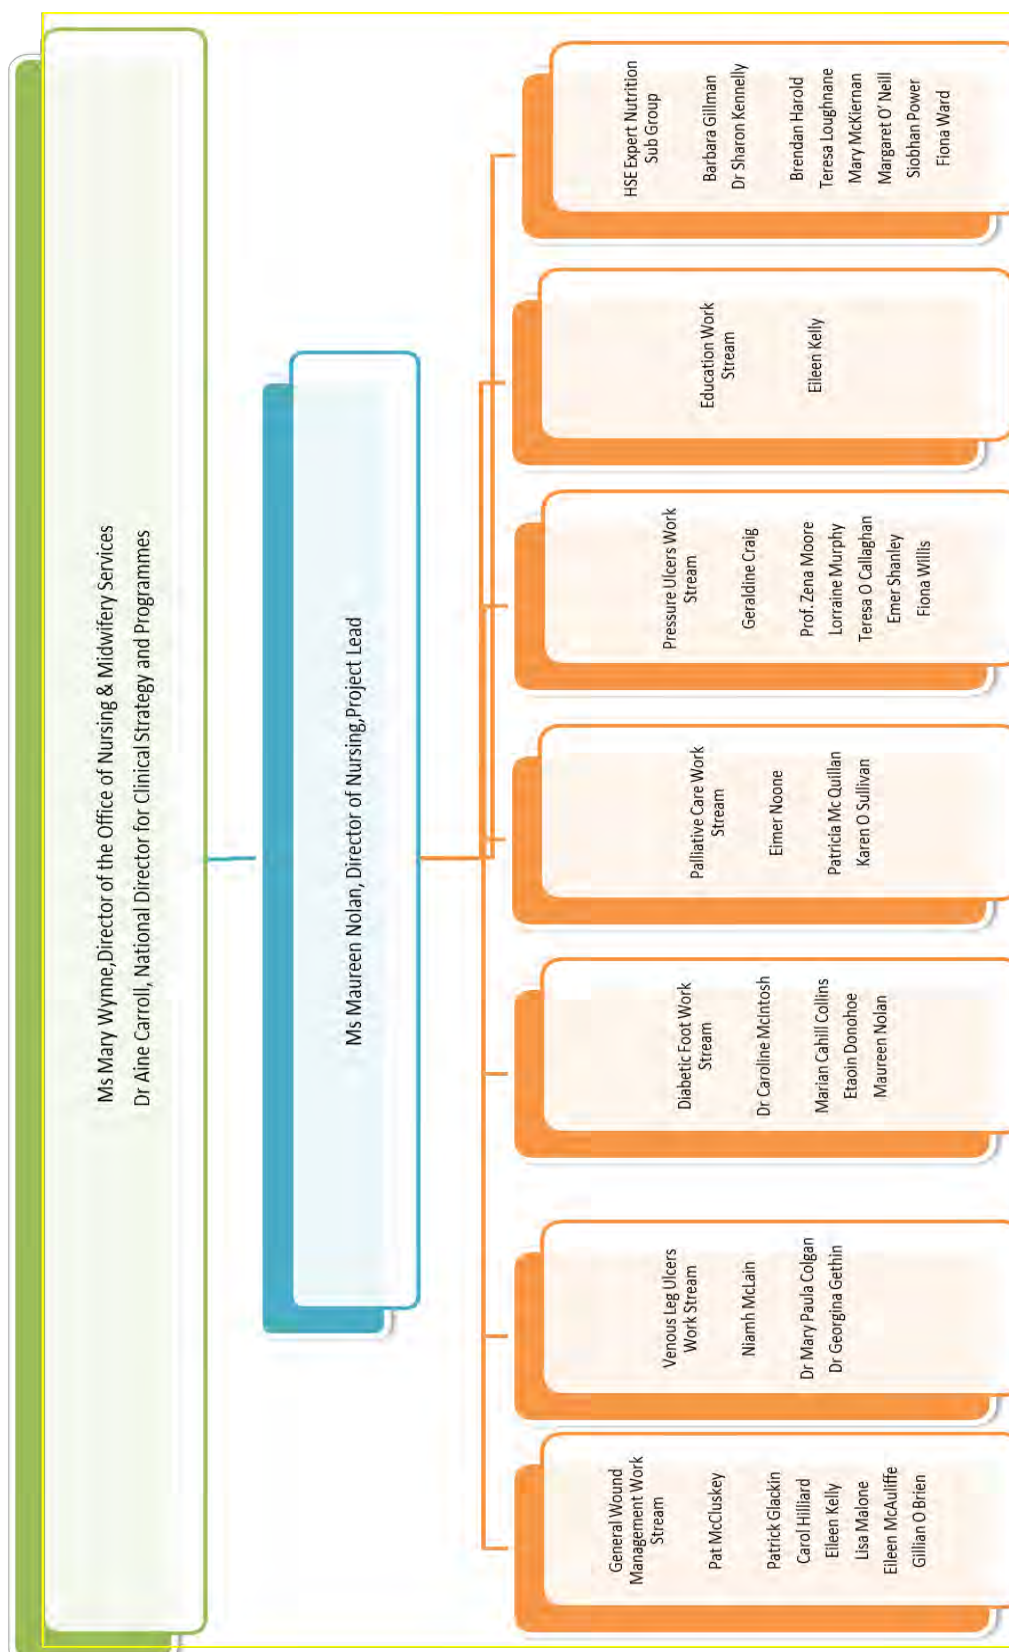 Ms Mary Wynne,Director of the Office of Nursing & Midwifery Services
Dr Aine Carroll, National Director for Clinical Strategy and Programmes
Ms Maureen Nolan, Director of Nursing,Project Lead
General Wound
Management Work
Stream
Pat McCluskey
Patrick Glackin
Carol Hilliard
Eileen Kelly
Lisa Malone
Eileen McAuliffe
Gillian O Brien
Venous Leg Ulcers
Work Stream
Niamh McLain
Dr Mary Paula Colgan
Dr Georgina Gethin
Diabetic Foot Work
Stream
Dr Caroline McIntosh
Marian Cahill Collins
Etaoin Donohoe
Maureen Nolan
Palliative Care Work
Stream
Eimer Noone
Patricia Mc Quillan
Karen O Sullivan
Pressure Ulcers Work
Stream
Geraldine Craig
Prof. Zena Moore
Lorraine Murphy
Teresa O Callaghan
Emer Shanley
Fiona Willis
Education Work
Stream
Eileen Kelly
HSE Expert Nutrition
Sub Group
Barbara Gillman
Dr Sharon Kennelly
Brendan Harold
Teresa Loughnane
Mary McKiernan
Margaret O' Neill
Siobhan Power
Fiona Ward